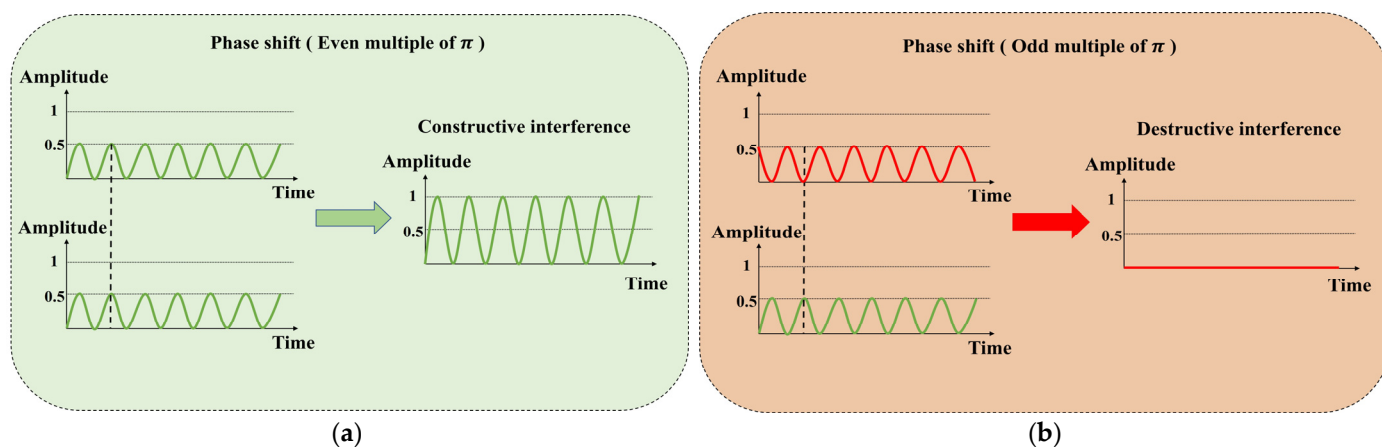 Phase shift ( Even multiple of π )
Amplitude
1
0.5
Time
Amplitude
1
0.5
Time
Constructive interference
Amplitude
1
0.5
Time
(a)
Phase shift ( Odd multiple of π )
Amplitude
1
0.5
Time
Amplitude
1
0.5
Time
Destructive interference
Amplitude
1
0.5
Time
(b)